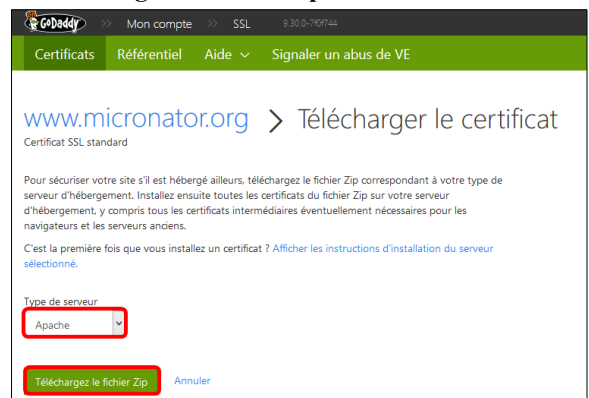 GoDaddy >> Mon compte >> SSL 9.30.0-7f0f744
Certificats Référentiel Aide Signaler un abus de VE
www.micronator.org > Télécharger le certificat
Certificat SSL standard
Pour sécuriser votre site s'il est hébergé ailleurs, téléchargez le fichier Zip correspondant à votre type de
serveur d'hébergement. Installez ensuite toutes les certificats du fichier Zip sur votre serveur
d'hébergement, y compris tous les certificats intermédiaires éventuellement nécessaires pour les
navigateurs et les serveurs anciens.
C'est la première fois que vous installez un certificat ? Afficher les instructions d'installation du serveur
sélectionné.
Type de serveur
Apache
Téléchargez le fichier Zip Annuler